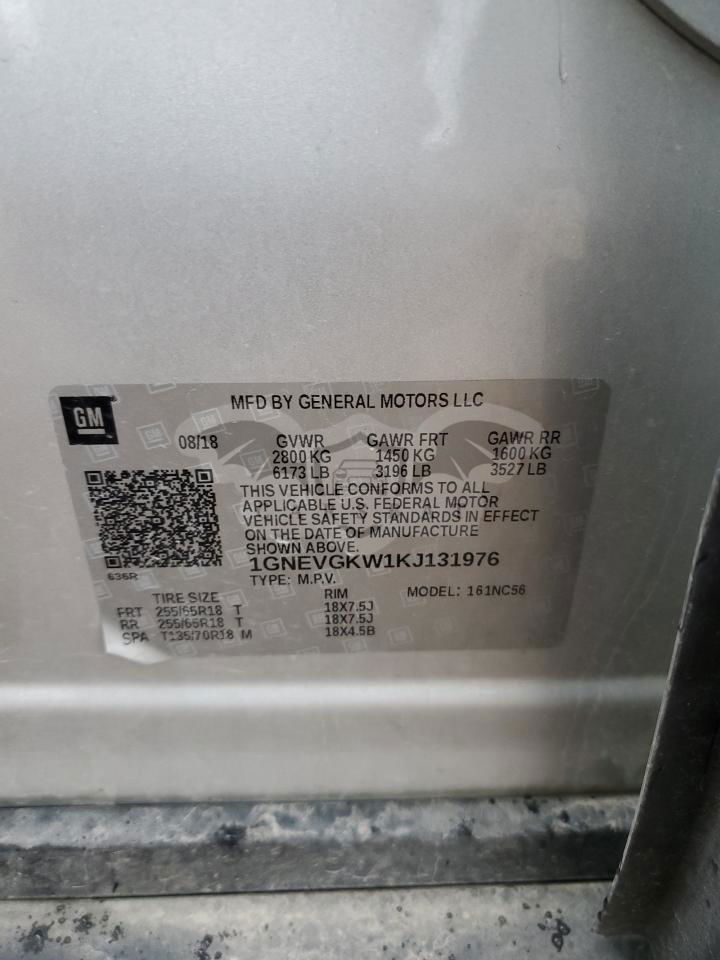 GM
MFD BY GENERAL MOTORS LLC
08/18 GVWR GAWR FRT GAWR RR
2800 KG 1450 KG 1600 KG
6173 LB 3196 LB 3527 LB
THIS VEHICLE CONFORMS TO ALL
APPLICABLE U.S. FEDERAL MOTOR
VEHICLE SAFETY STANDARDS IN EFFECT
ON THE DATE OF MANUFACTURE
SHOWN ABOVE.
1GNEVGKW1KJ131976
636R
TYPE: M.P.V. MODEL: 161NC56
TIRE SIZE RIM
FRT 255/65R18 T 18X7.5J
RR 255/65R18 T 18X7.5J
SPA T135/70R18 M 18X4.5B